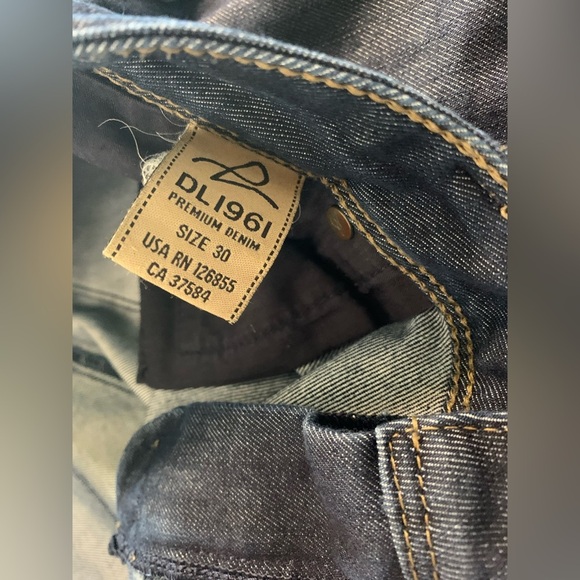 DL1961
PREMIUM DENIM
SIZE 30
USA RN 126855
CA 37584